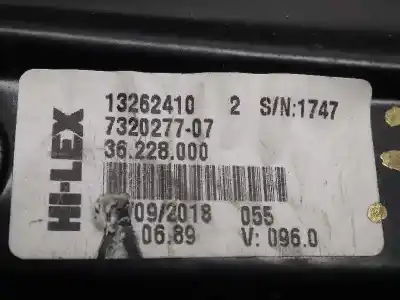 HI-LEX
13262410 2 S/N:1747
7320277-07
36.228.000
/09/2018 055
06.89 V: 096.0